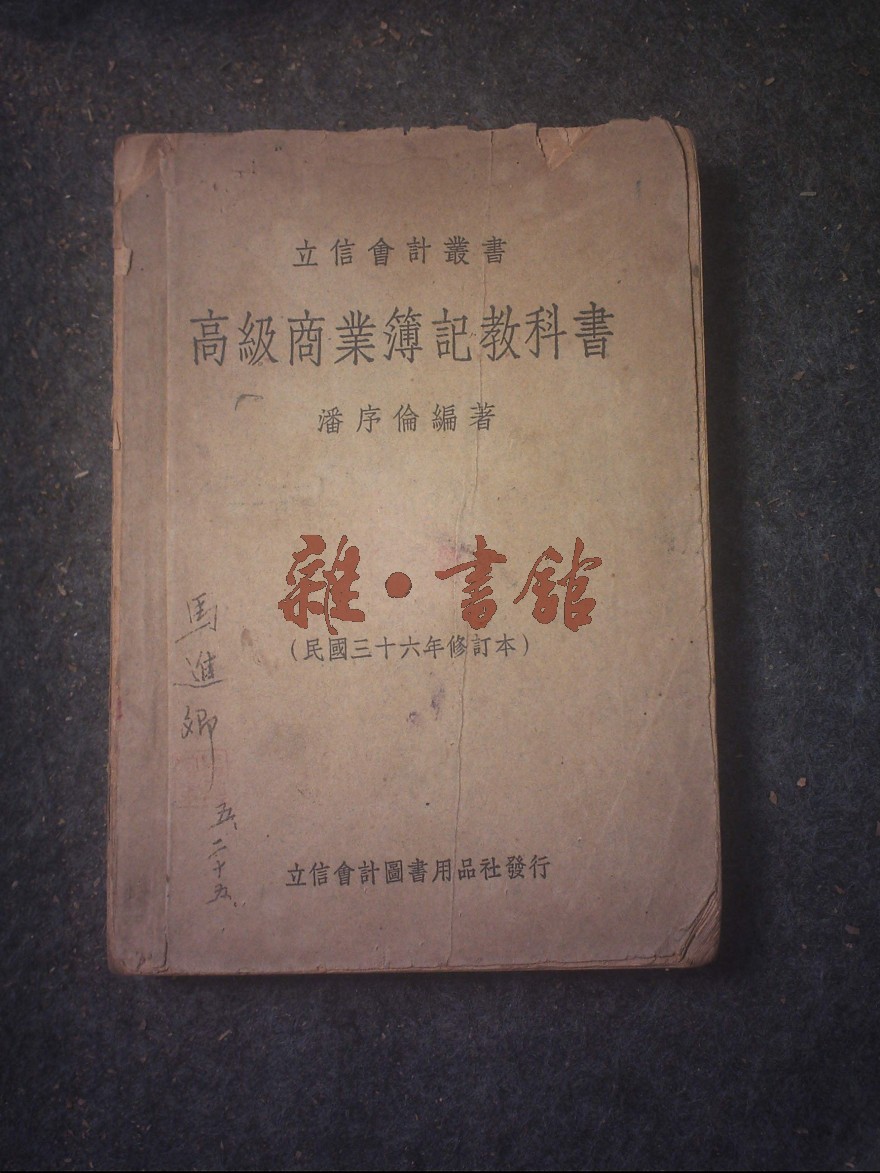 立信會計叢書
高級商業簿記教科書
潘序倫編著
雜·書館
(民國三十六年修訂本)
馬進卿
五、二十五、
立信會計圖書用品社發行